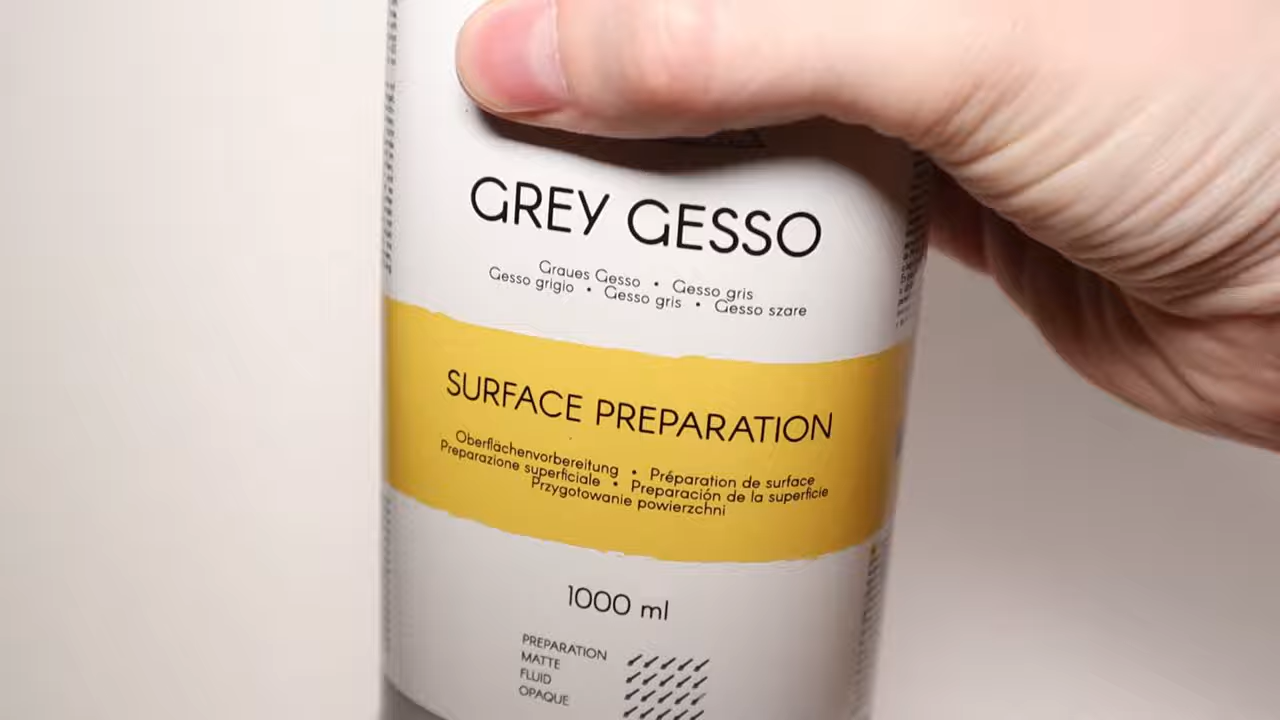 GREY GESSO
Graues Gesso • Gesso gris
Gesso grigio • Gesso gris • Gesso szare
SURFACE PREPARATION
Oberflächenvorbereitung • Préparation de surface
Preparazione superficiale • Preparación de la superficie
Przygotowanie powierzchni
1000 ml
PREPARATION
MATTE
FLUID
OPAQUE